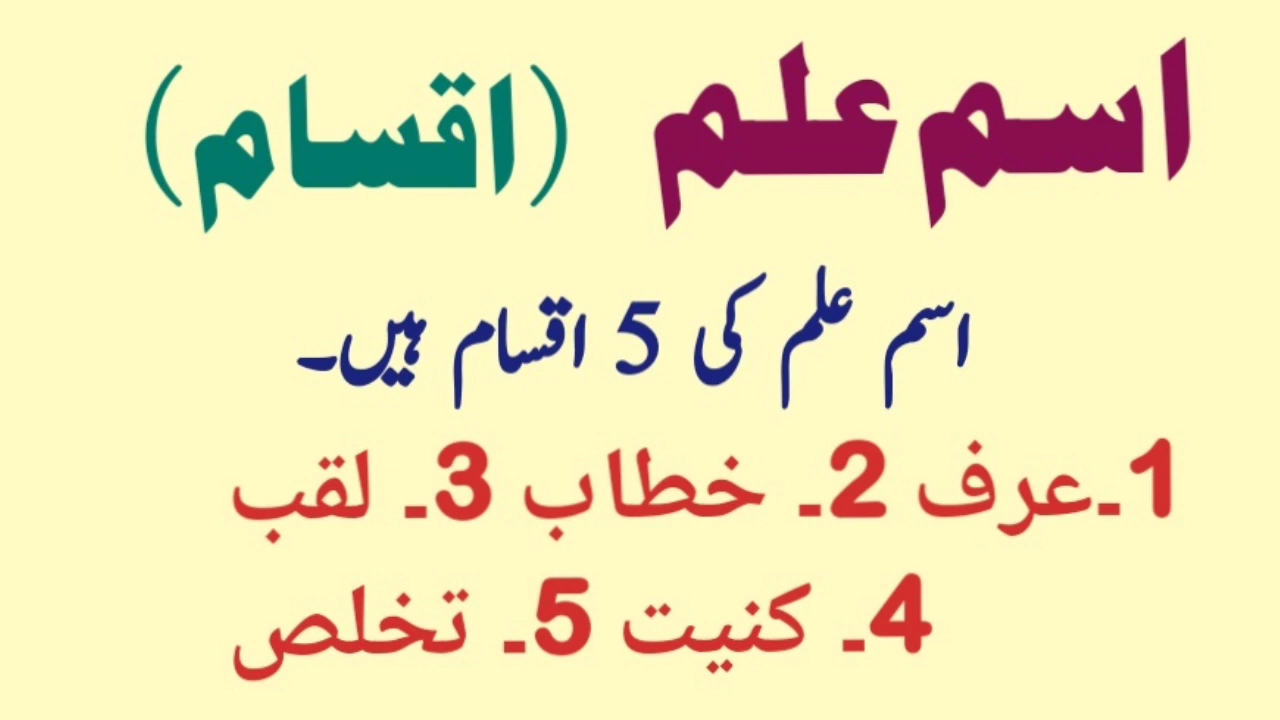 اسم علم (اقسام)
اسم علم کی 5 اقسام ہیں۔
1۔عرف 2۔ خطاب 3۔ لقب
4۔ کنیت 5۔ تخلص